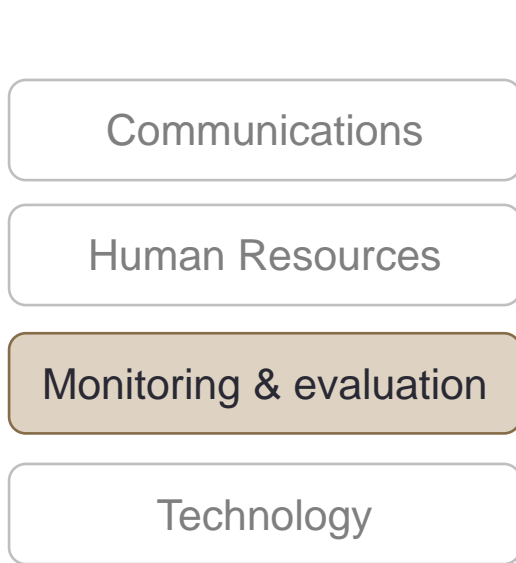 Communications
Human Resources
Monitoring & evaluation
Technology